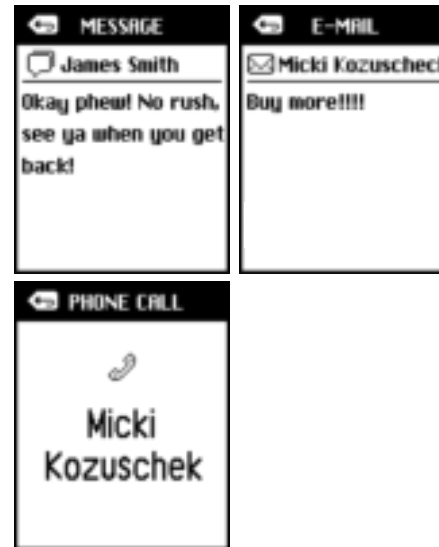 MESSAGE
James Smith
Okay phew! No rush,
see ya when you get
back!
E-MAIL
Micki Kozuscheck
Buy more!!!!
PHONE CALL
Micki
Kozuschek